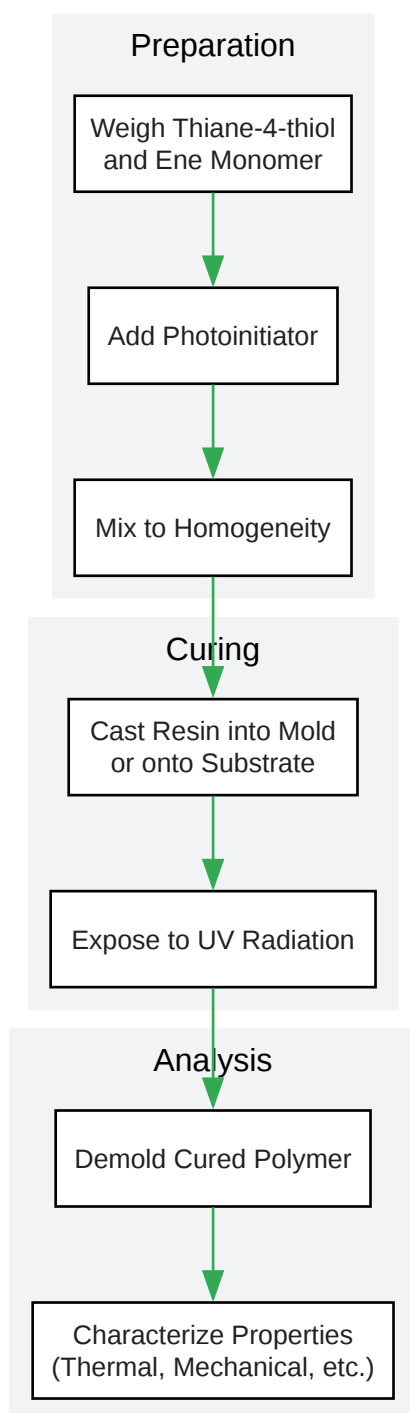 Preparation
Weigh Thiane-4-thiol
and Ene Monomer
Add Photoinitiator
Mix to Homogeneity
Curing
Cast Resin into Mold
or onto Substrate
Expose to UV Radiation
Analysis
Demold Cured Polymer
Characterize Properties
(Thermal, Mechanical, etc.)